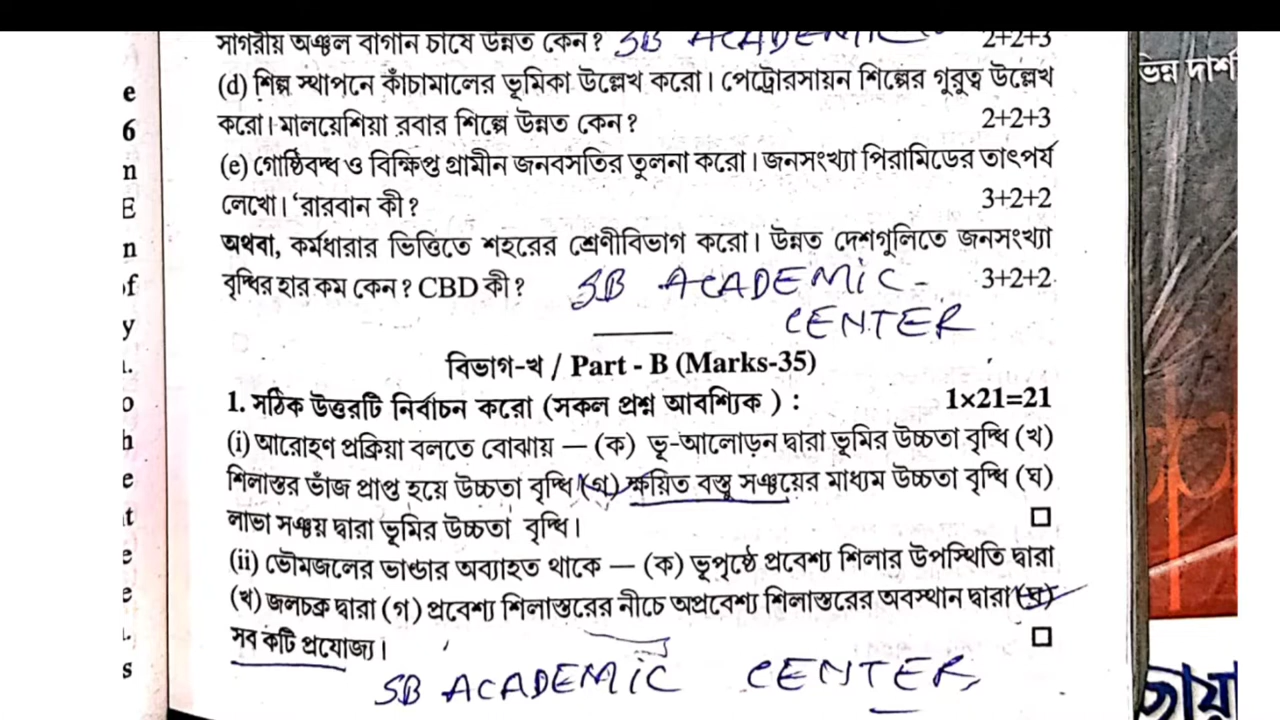 সাগরীয় অঞ্চল বাগান চাষে উন্নত কেন? SB ACADEMIC 2+2+3
(d) শিল্প স্থাপনে কাঁচামালের ভূমিকা উল্লেখ করো। পেট্রোরসায়ন শিল্পের গুরুত্ব উল্লেখ
করো। মালয়েশিয়া রবার শিল্পে উন্নত কেন? 2+2+3
(e) গোষ্ঠিবদ্ধ ও বিক্ষিপ্ত গ্রামীন জনবসতির তুলনা করো। জনসংখ্যা পিরামিডের তাৎপর্য
লেখো। 'রারবান কী? 3+2+2
অথবা, কর্মধারার ভিত্তিতে শহরের শ্রেণীবিভাগ করো। উন্নত দেশগুলিতে জনসংখ্যা
বৃদ্ধির হার কম কেন? CBD কী? SB ACADEMIC - 3+2+2
CENTER
বিভাগ-খ / Part - B (Marks-35)
1. সঠিক উত্তরটি নির্বাচন করো (সকল প্রশ্ন আবশ্যিক ) : 1×21=21
(i) আরোহণ প্রক্রিয়া বলতে বোঝায় — (ক) ভূ-আলোড়ন দ্বারা ভূমির উচ্চতা বৃদ্ধি (খ)
শিলাস্তর ভাঁজ প্রাপ্ত হয়ে উচ্চতা বৃদ্ধি (গ) ক্ষয়িত বস্তু সঞ্চয়ের মাধ্যম উচ্চতা বৃদ্ধি (ঘ)
লাভা সঞ্চয় দ্বারা ভূমির উচ্চতা বৃদ্ধি।
(ii) ভৌমজলের ভাণ্ডার অব্যাহত থাকে — (ক) ভূপৃষ্ঠে প্রবেশ্য শিলার উপস্থিতি দ্বারা
(খ) জলচক্র দ্বারা (গ) প্রবেশ্য শিলাস্তরের নীচে অপ্রবেশ্য শিলাস্তরের অবস্থান দ্বারা (ঘ)
সব কটি প্রযোজ্য।
SB ACADEMIC CENTER,
e
6
n
E
n
of
y
1.
o
h
e
t
e
e
s